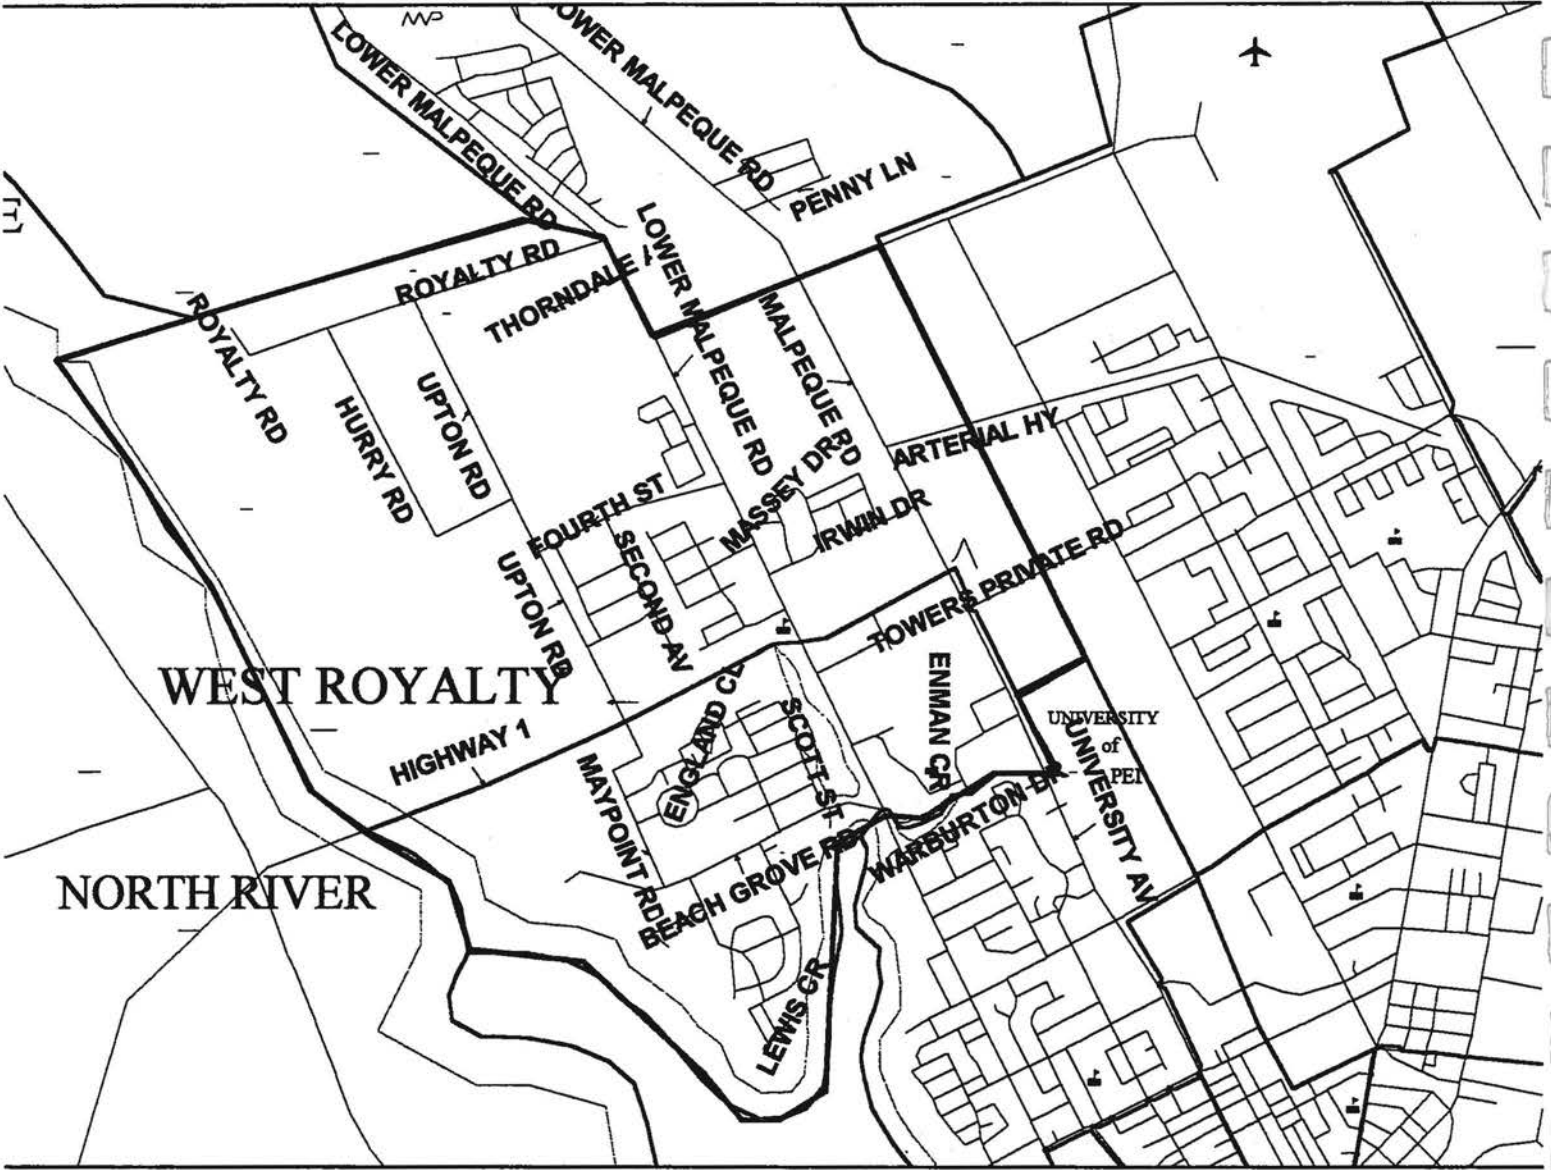 LOWER MALPEQUE RD
LOWER MALPEQUE RD
PENNY LN
E
LOWER MALPEQUE RD
ROYALTY RD
THORNDALE
ROYALTY RD
MALPEQUE RD
UPTON RD
HURRY RD
ARTERIAL HY
MASSEY DR
FOURTH ST
IRWIN DR
SECOND AV
TOWERS PRIVATE RD
UPTON RD
WEST ROYALTY
ENMAN CR
ENGLAND CL
SCOTT ST
UNIVERSITY
of
PEI
UNIVERSITY AV
HIGHWAY 1
MAYPOINT RD
WARBURTON DR
BEACH GROVE RD
NORTH RIVER
LEWIS CR